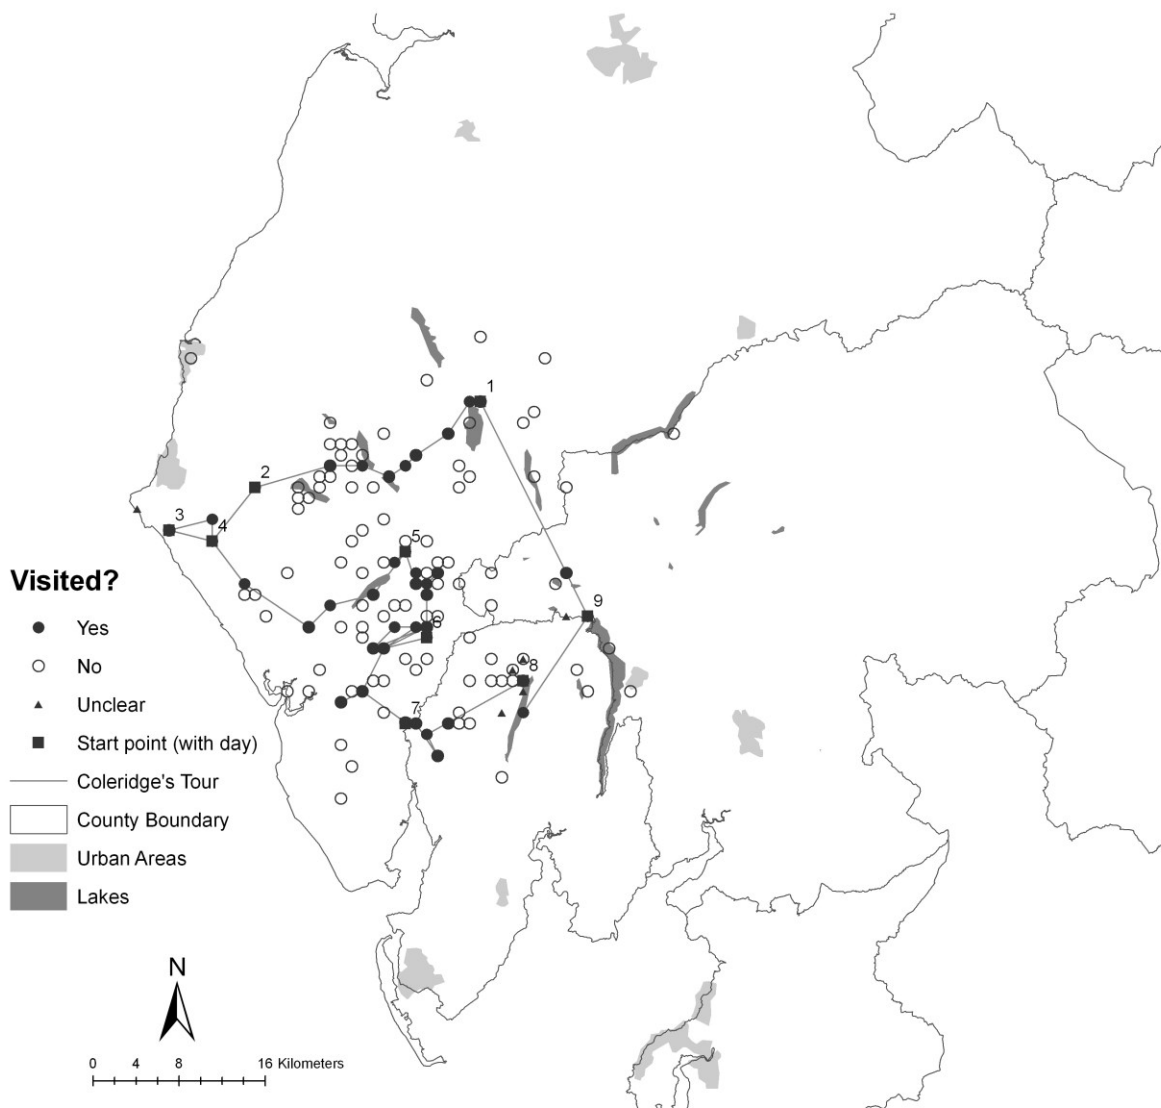 1
2
3
4
5
9
6
8
7
Visited?
Yes
No
Unclear
Start point (with day)
Coleridge's Tour
County Boundary
Urban Areas
Lakes
N
0 4 8 16 Kilometers